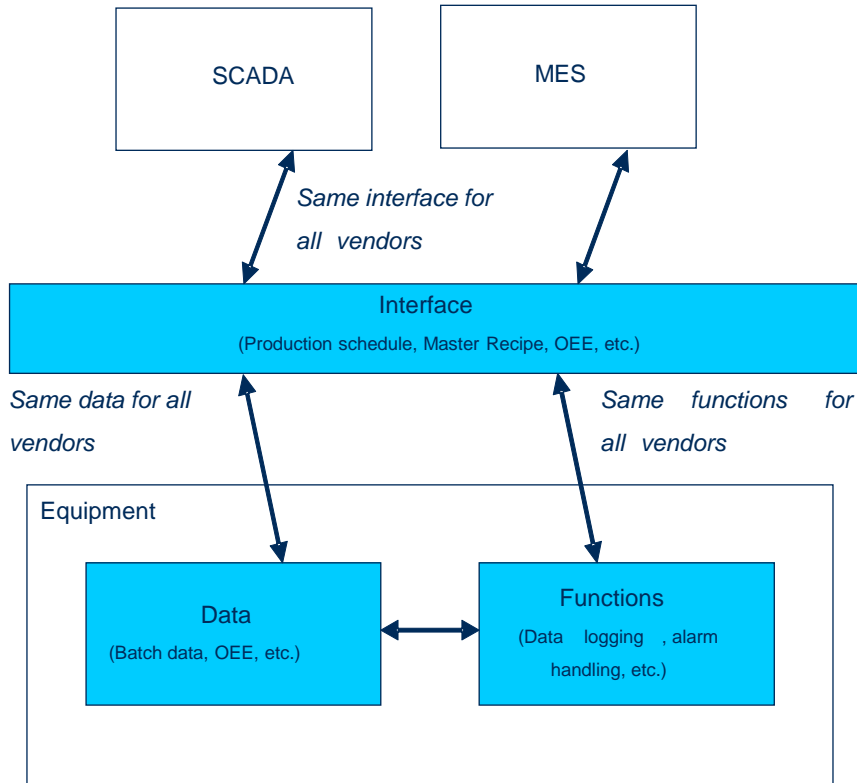 SCADA
MES
Same interface for
all vendors
Interface
(Production schedule, Master Recipe, OEE, etc.)
Same data for all
vendors
Same functions for
all vendors
Equipment
Data
(Batch data, OEE, etc.)
Functions
(Data logging , alarm
handling, etc.)